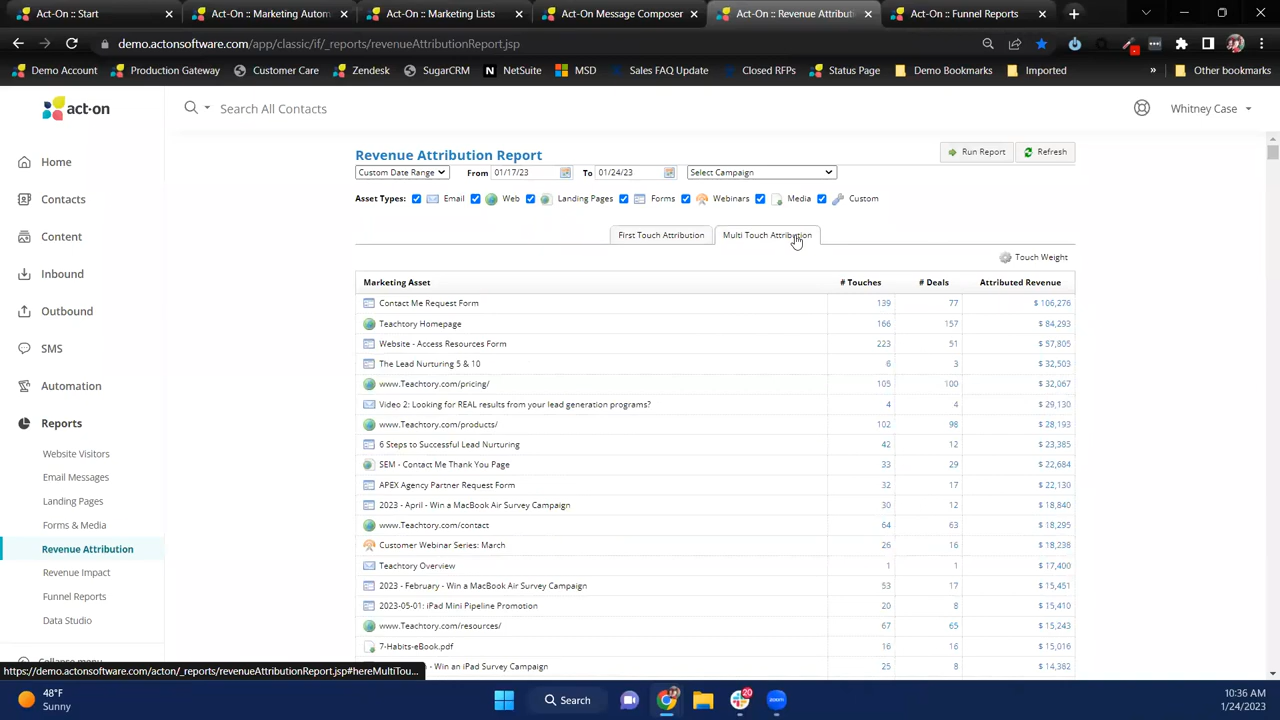 Act-On :: Start
Act-On :: Marketing Autom
Act-On :: Marketing Lists
Act-On Message Composer
Act-On :: Revenue Attributi
Act-On :: Funnel Reports
demo.actonsoftware.com/app/classic/if/_reports/revenueAttributionReport.jsp
Demo Account
Production Gateway
Customer Care
Zendesk
SugarCRM
NetSuite
MSD
Sales FAQ Update
Closed RFPs
Status Page
Demo Bookmarks
Imported
Other bookmarks
act-on
Search All Contacts
Whitney Case
Home
Contacts
Content
Inbound
Outbound
SMS
Automation
Reports
Website Visitors
Email Messages
Landing Pages
Forms & Media
Revenue Attribution
Revenue Impact
Funnel Reports
Data Studio
Collapse menu
Revenue Attribution Report
Run Report
Refresh
Custom Date Range From 01/17/23 To 01/24/23 Select Campaign
Asset Types: Email Web Landing Pages Forms Webinars Media Custom
First Touch Attribution Multi Touch Attribution
Touch Weight
Marketing Asset # Touches # Deals Attributed Revenue
Contact Me Request Form 139 77 $ 106,276
Teachtory Homepage 166 157 $ 84,293
Website - Access Resources Form 223 51 $ 57,805
The Lead Nurturing 5 & 10 6 3 $ 32,503
www.Teachtory.com/pricing/ 105 100 $ 32,067
Video 2: Looking for REAL results from your lead generation programs? 4 4 $ 29,130
www.Teachtory.com/products/ 102 98 $ 28,193
6 Steps to Successful Lead Nurturing 42 12 $ 23,385
SEM - Contact Me Thank You Page 33 29 $ 22,684
APEX Agency Partner Request Form 32 17 $ 22,130
2023 - April - Win a MacBook Air Survey Campaign 30 12 $ 18,840
www.Teachtory.com/contact 64 63 $ 18,295
Customer Webinar Series: March 26 16 $ 18,238
Teachtory Overview 1 1 $ 17,400
2023 - February - Win a MacBook Air Survey Campaign 53 17 $ 15,451
2023-05-01: iPad Mini Pipeline Promotion 20 8 $ 15,410
www.Teachtory.com/resources/ 67 65 $ 15,243
7-Habits-eBook.pdf 16 16 $ 15,016
- Win an iPad Survey Campaign 25 8 $ 14,382
https://demo.actonsoftware.com/acton/_reports/revenueAttributionReport.jsp#hereMultiTou...
48°F
Sunny
Search
20
zoom
10:36 AM
1/24/2023